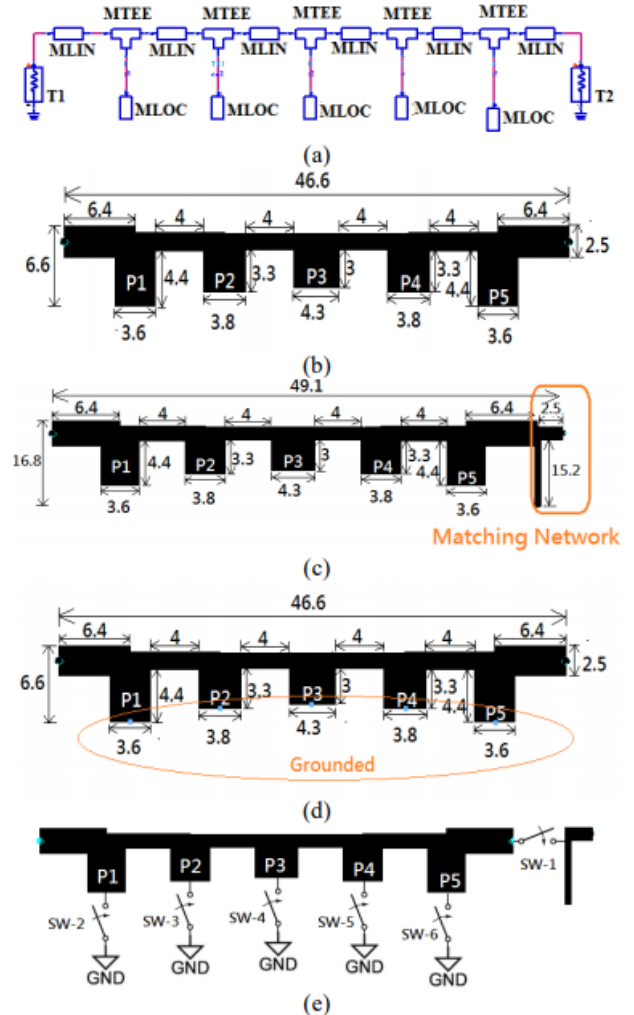 MTEE MTEE MTEE MTEE MTEE
MLIN MLIN MLIN MLIN MLIN MLIN
T1 MLOC MLOC MLOC MLOC MLOC T2
(a)
46.6
6.4 4 4 4 4 6.4
6.6 P1 4.4 P2 3.3 P3 3 P4 3.3 4.4 P5 2.5
3.6 3.8 4.3 3.8 3.6
(b)
49.1
6.4 4 4 4 4 6.4 2.5
16.8 P1 4.4 P2 3.3 P3 3 P4 3.3 4.4 P5 15.2
3.6 3.8 4.3 3.8 3.6
Matching Network
(c)
46.6
6.4 4 4 4 4 6.4
6.6 P1 4.4 P2 3.3 P3 3 P4 3.3 4.4 P5 2.5
3.6 3.8 4.3 3.8 3.6
Grounded
(d)
P1 P2 P3 P4 P5 SW-1
SW-2 SW-3 SW-4 SW-5 SW-6
GND GND GND GND GND
(e)